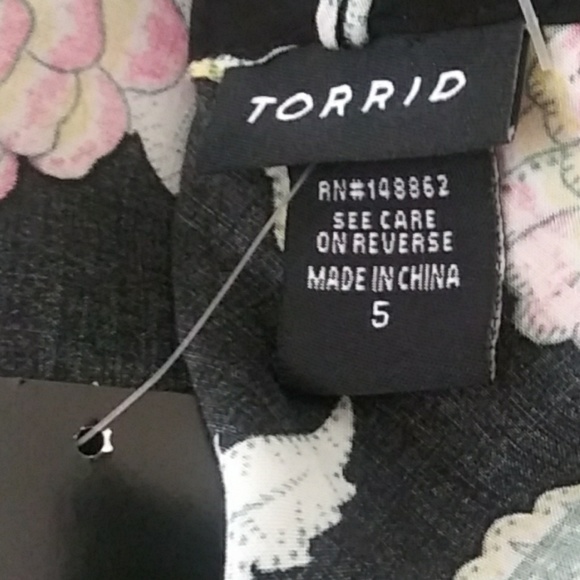 TORRID
RN#148862
SEE CARE
ON REVERSE
MADE IN CHINA
5